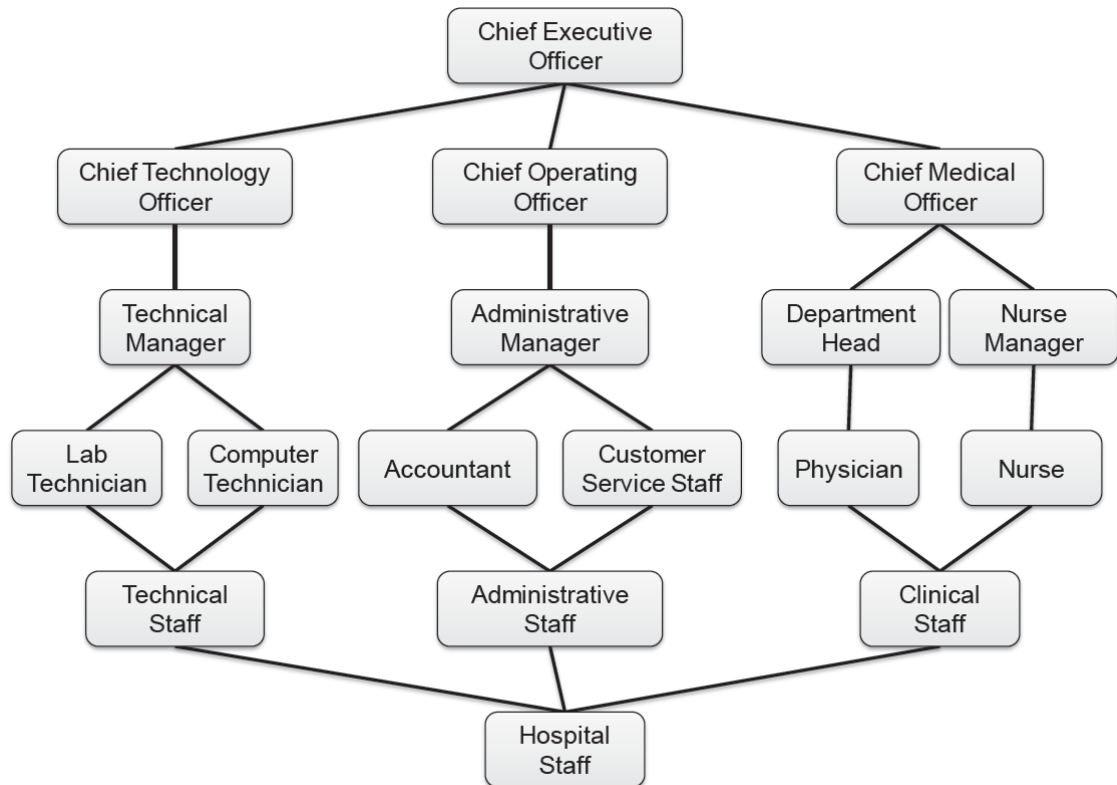 Chief Executive
Officer
Chief Technology
Officer
Chief Operating
Officer
Chief Medical
Officer
Technical
Manager
Administrative
Manager
Department
Head
Nurse
Manager
Lab
Technician
Computer
Technician
Accountant
Customer
Service Staff
Physician
Nurse
Technical
Staff
Administrative
Staff
Clinical
Staff
Hospital
Staff